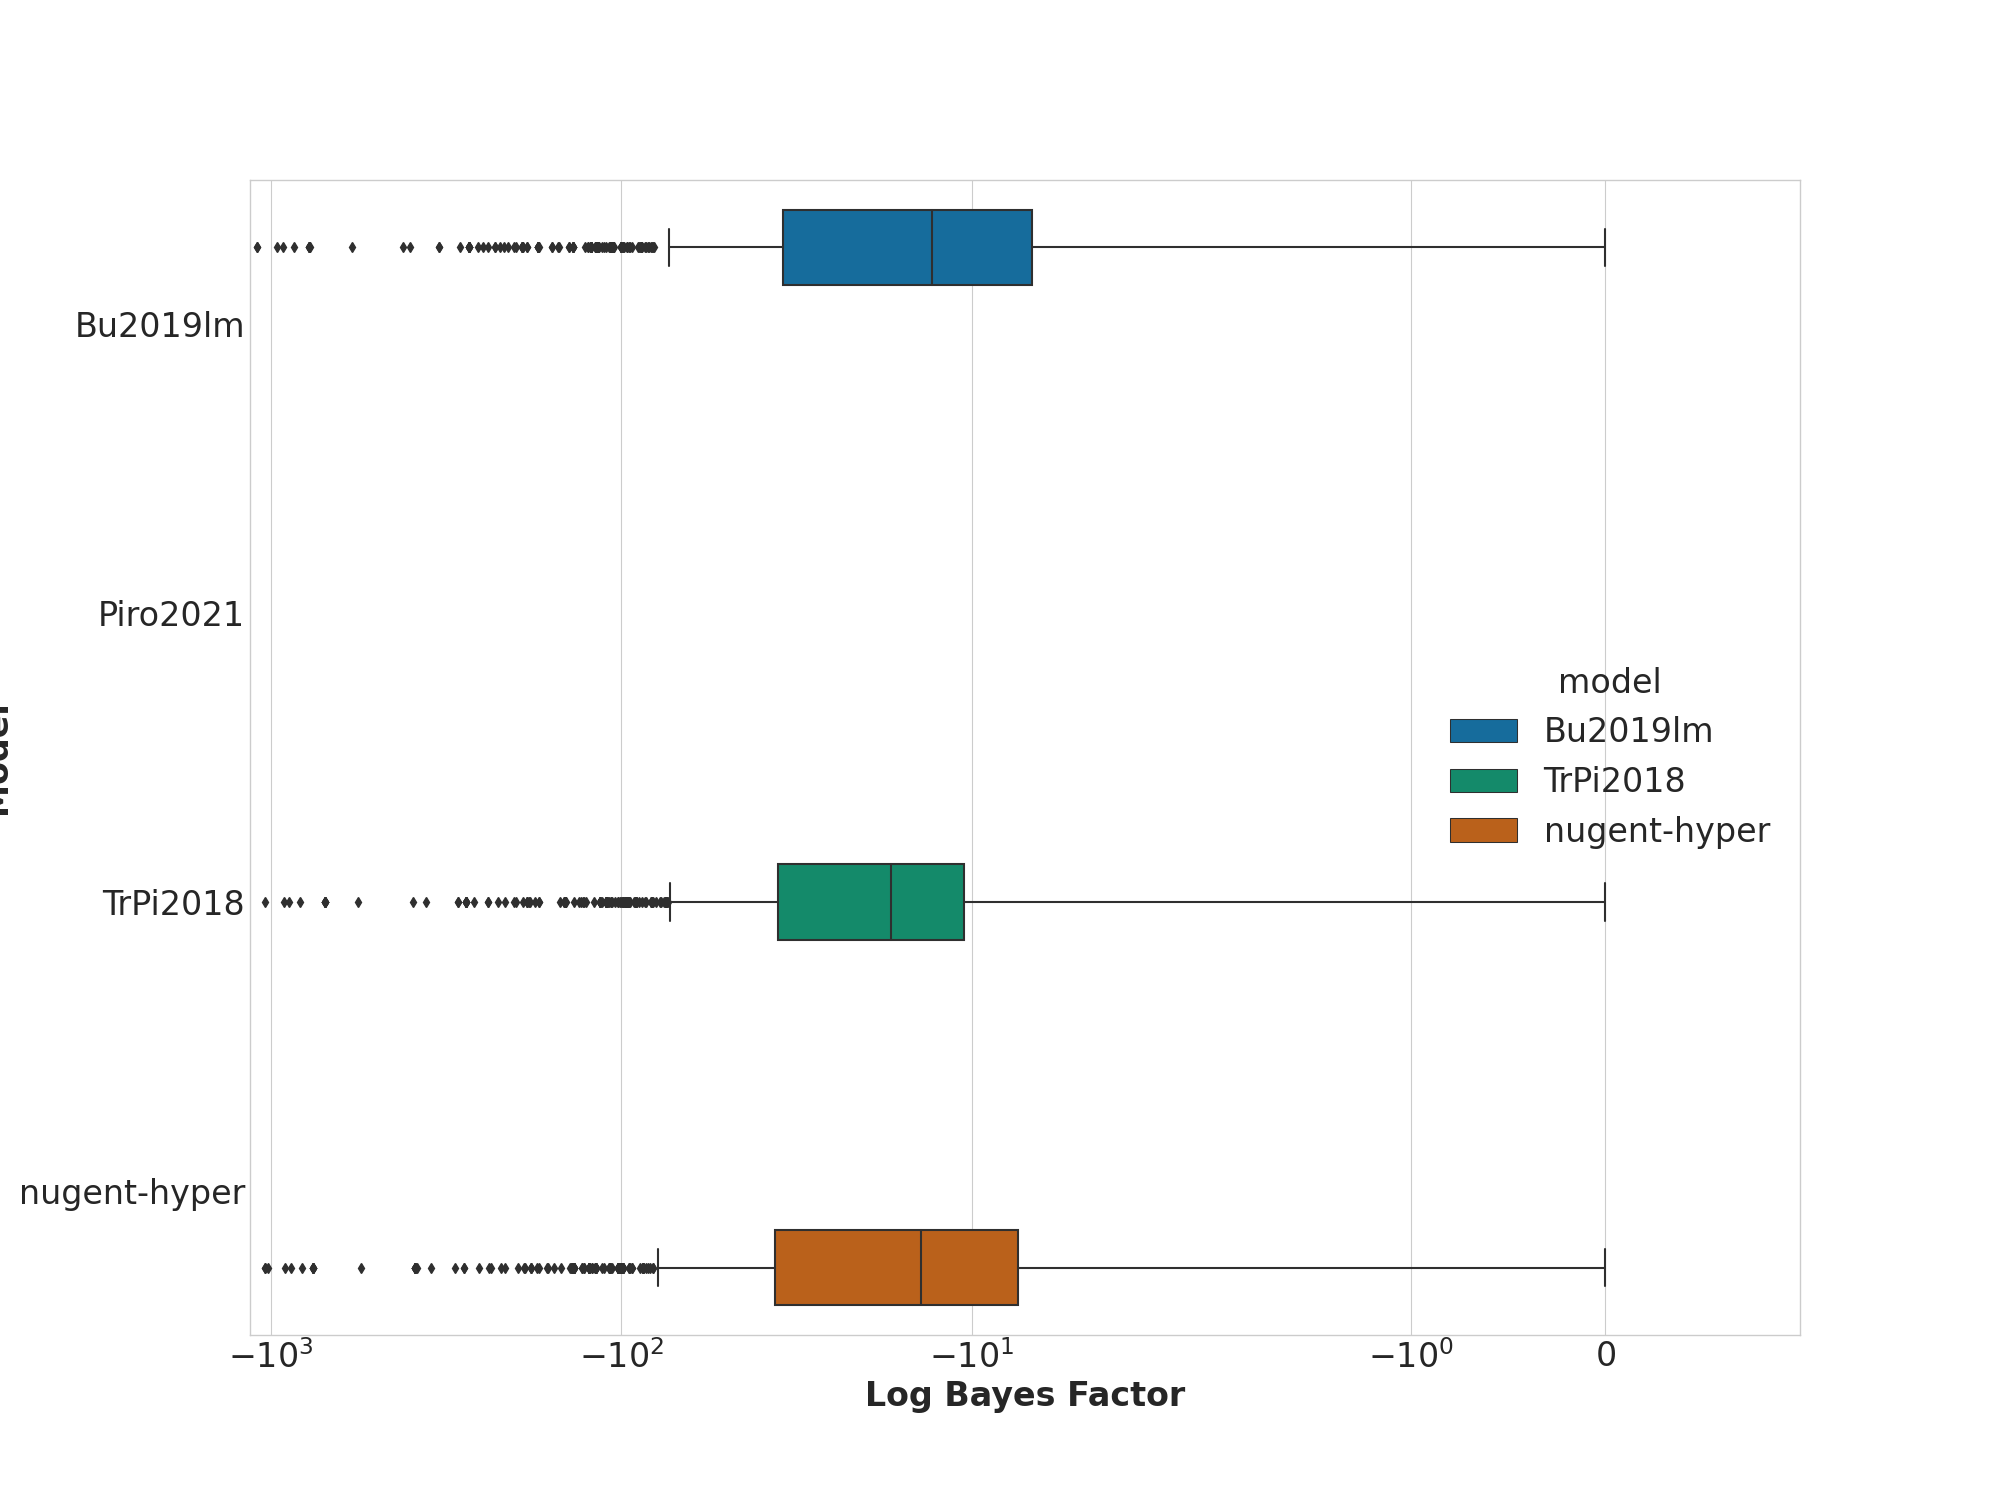 Bu2019lm
Piro2021
model
Bu2019lm
TrPi2018
nugent-hyper
TrPi2018
nugent-hyper
−10³
−10²
−10¹
−10⁰
0
Log Bayes Factor